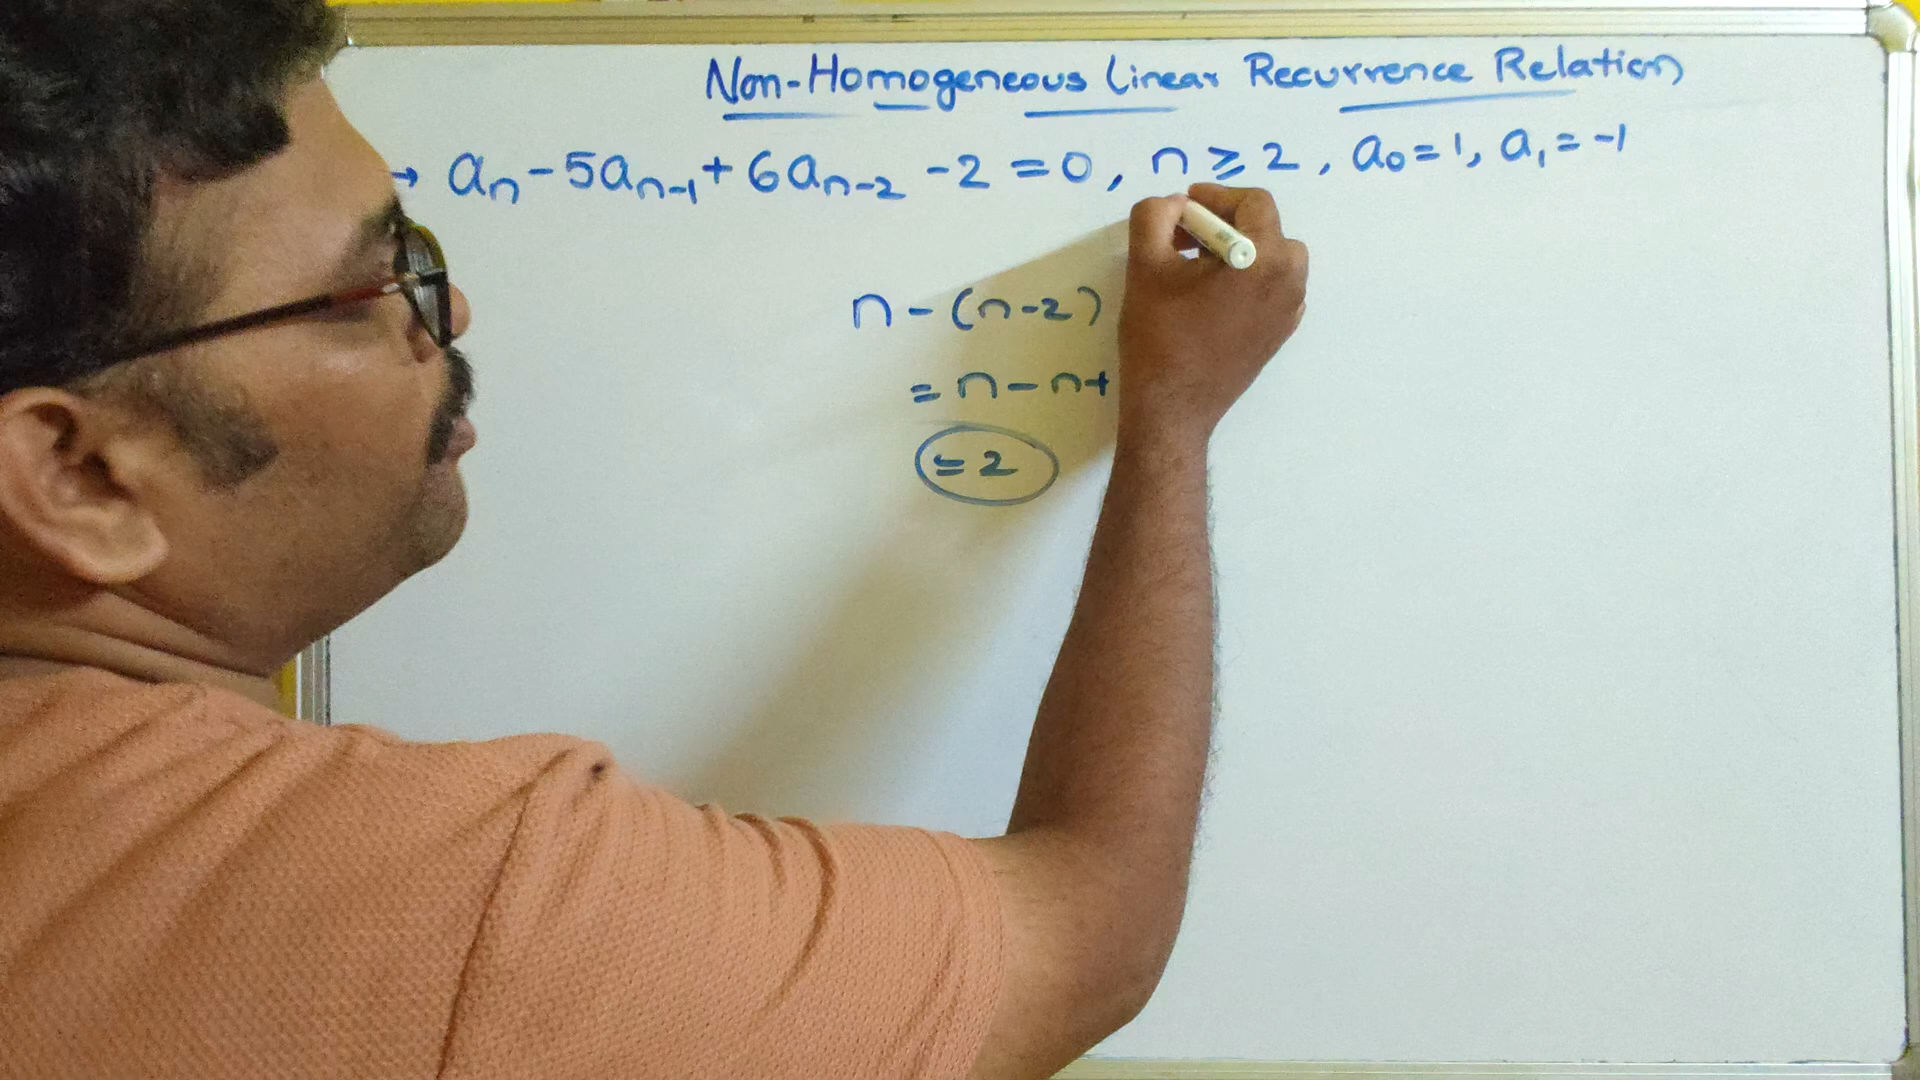 Non-Homogeneous Linear Recurrence Relation
→ aₙ - 5aₙ₋₁ + 6aₙ₋₂ - 2 = 0, n ≥ 2, a₀ = 1, a₁ = -1
n - (n-2)
= n - n +
= 2